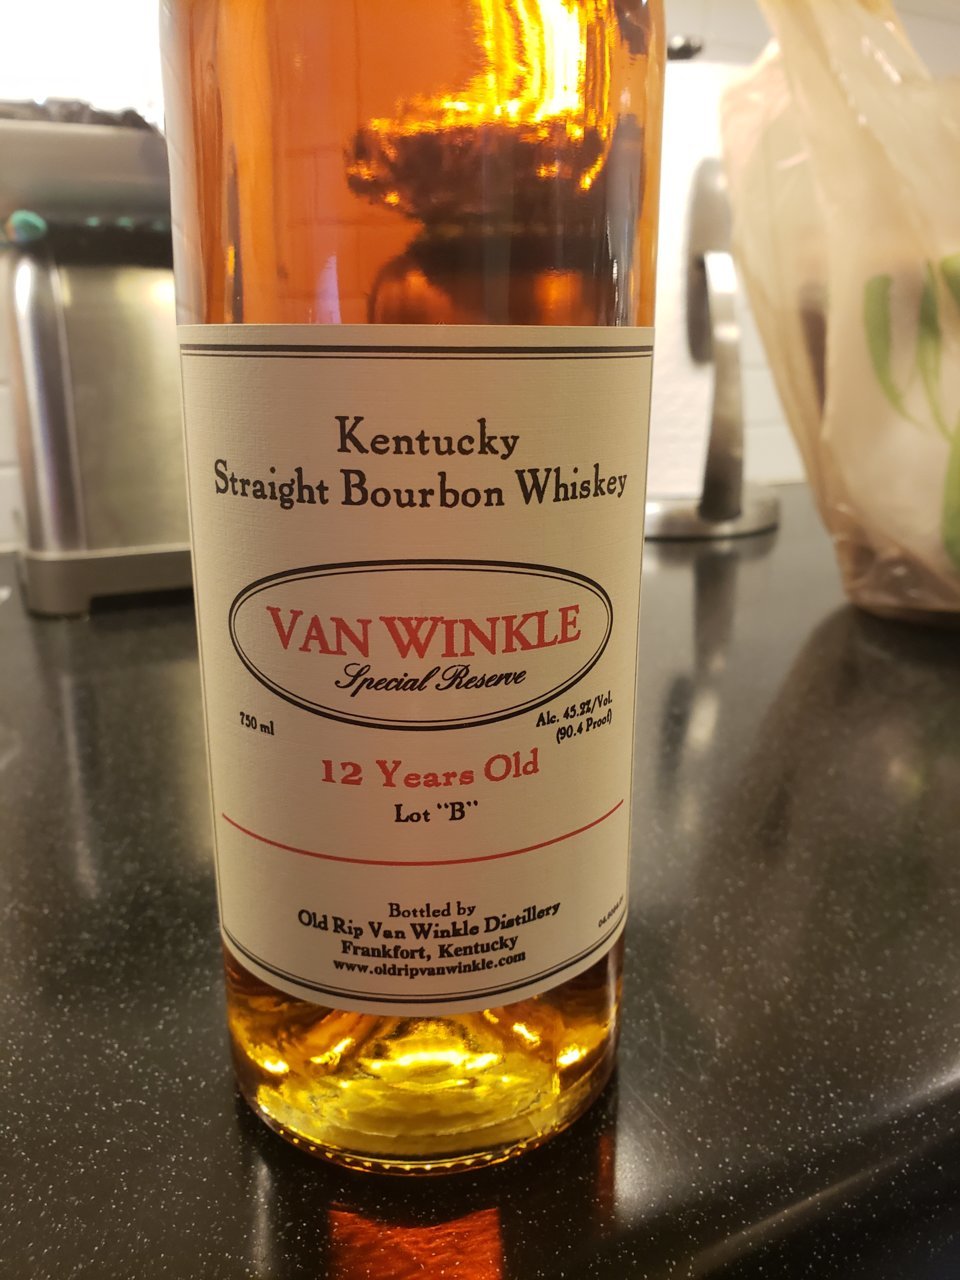 Kentucky
Straight Bourbon Whiskey
VAN WINKLE
Special Reserve
750 ml
Alc. 45.2%/Vol.
(90.4 Proof)
12 Years Old
Lot “B”
Bottled by
Old Rip Van Winkle Distillery
Frankfort, Kentucky
www.oldripvanwinkle.com